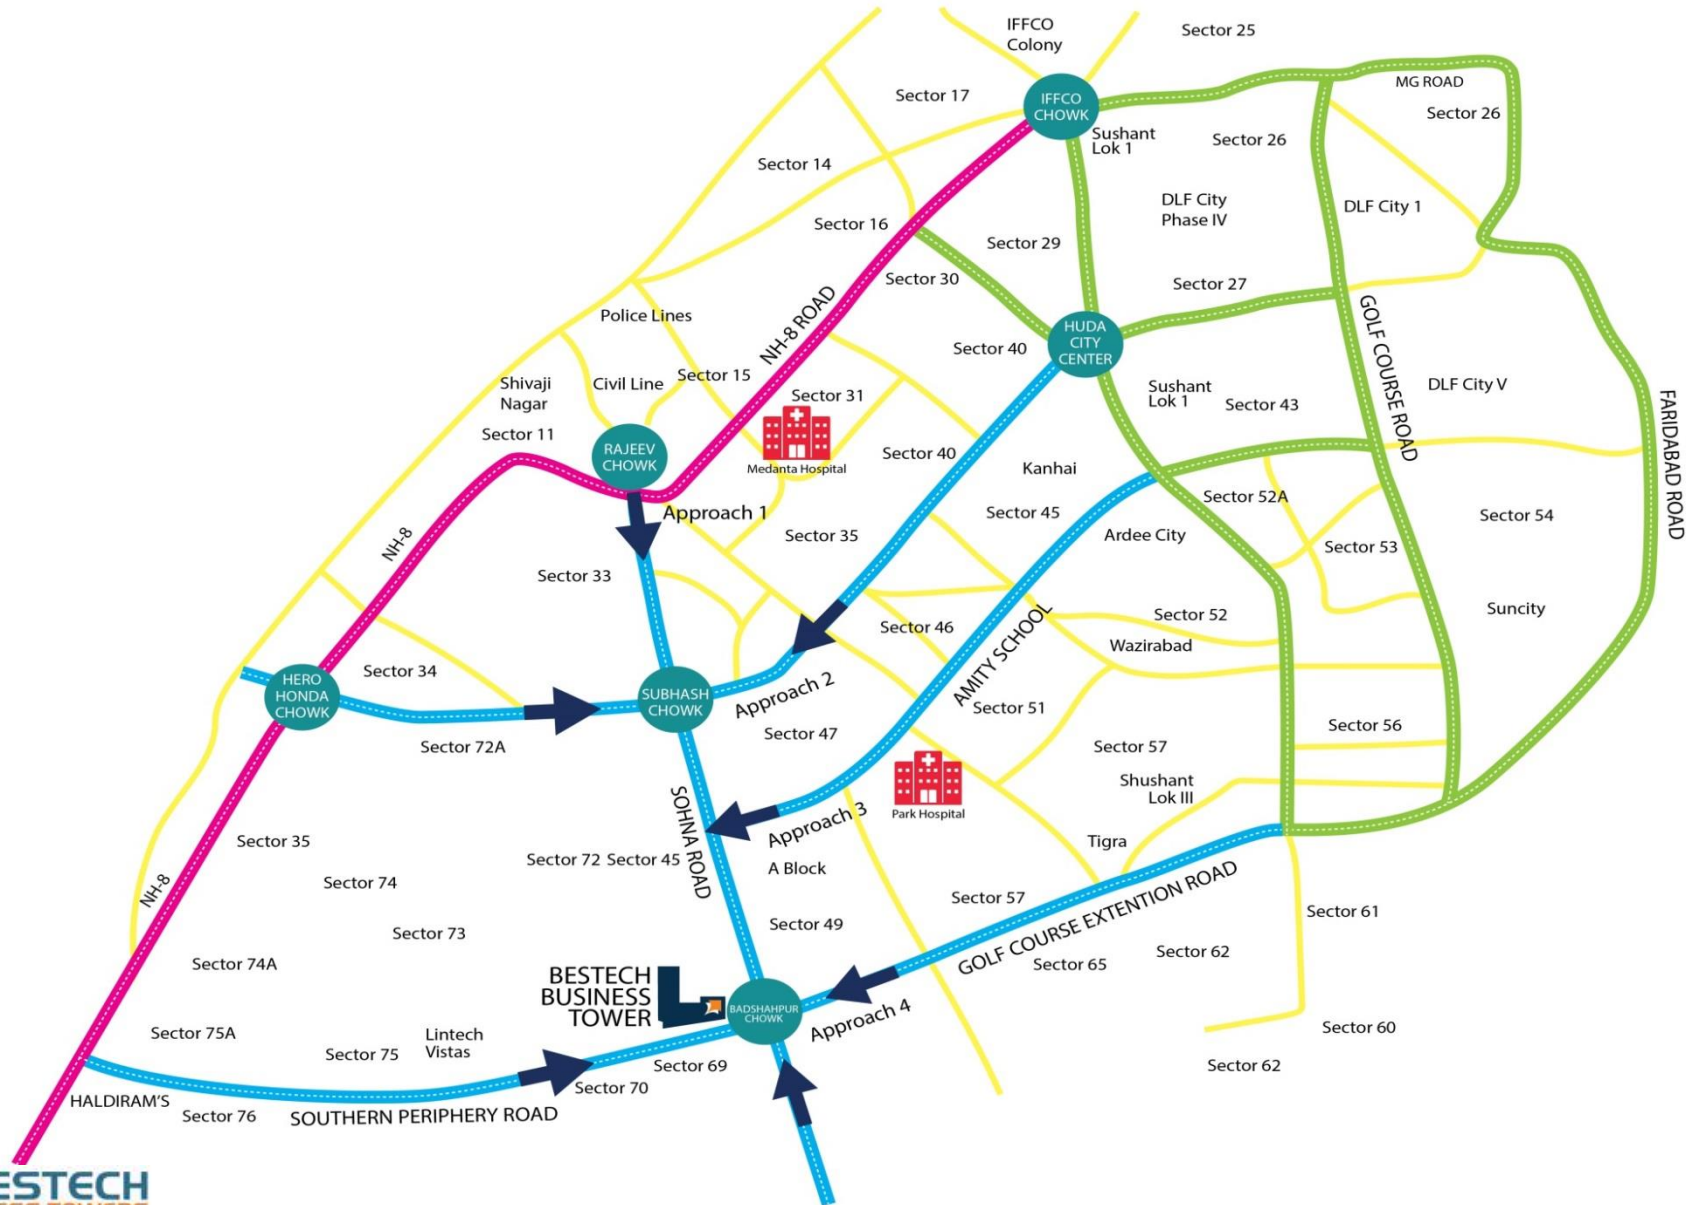 IFFCO
Colony
Sector 25
MG ROAD
Sector 17
IFFCO
CHOWK
Sector 26
Sushant
Lok 1
Sector 26
Sector 14
DLF City
Phase IV
DLF City 1
Sector 16
Sector 29
Sector 30
Sector 27
Police Lines
NH-8 ROAD
HUDA
CITY
CENTER
GOLF COURSE ROAD
Sector 40
Shivaji
Nagar
Civil Line
Sector 15
Sector 31
Sushant
Lok 1
Sector 43
DLF City V
FARIDABAD ROAD
Sector 11
RAJEEV
CHOWK
Medanta Hospital
Sector 40
Kanhai
Sector 52A
Approach 1
Sector 45
Sector 54
NH-8
Sector 35
Ardee City
Sector 53
Sector 33
Sector 46
AMITY SCHOOL
Sector 52
Suncity
Wazirabad
Sector 34
HERO
HONDA
CHOWK
SUBHASH
CHOWK
Approach 2
Sector 51
Sector 47
Sector 56
Sector 72A
Sector 57
Shushant
Lok III
SOHNA ROAD
Approach 3
Park Hospital
Sector 35
Tigra
Sector 72
Sector 45
A Block
NH-8
Sector 74
GOLF COURSE EXTENTION ROAD
Sector 57
Sector 61
Sector 73
Sector 49
Sector 74A
Sector 65
Sector 62
BESTECH
BUSINESS
TOWER
BADSHAHPUR
CHOWK
Approach 4
Sector 75A
Lintech
Vistas
Sector 75
Sector 60
Sector 69
Sector 62
Sector 70
HALDIRAM'S
Sector 76
SOUTHERN PERIPHERY ROAD
ESTECH